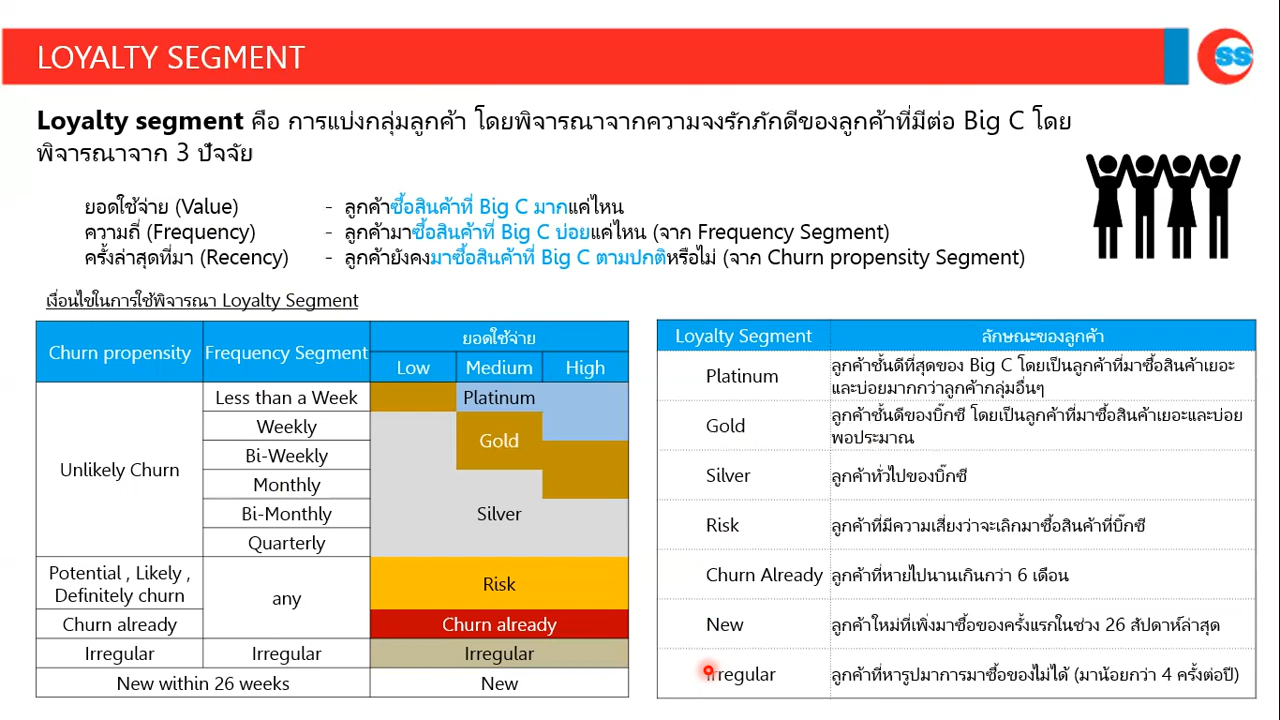 LOYALTY SEGMENT
SS
Loyalty segment คือ การแบ่งกลุ่มลูกค้า โดยพิจารณาจากความจงรักภักดีของลูกค้าที่มีต่อ Big C โดย
พิจารณาจาก 3 ปัจจัย
ยอดใช้จ่าย (Value) - ลูกค้าซื้อสินค้าที่ Big C มากแค่ไหน
ความถี่ (Frequency) - ลูกค้ามาซื้อสินค้าที่ Big C บ่อยแค่ไหน (จาก Frequency Segment)
ครั้งล่าสุดที่มา (Recency) - ลูกค้ายังคงมาซื้อสินค้าที่ Big C ตามปกติหรือไม่ (จาก Churn propensity Segment)
เงื่อนไขในการใช้พิจารณา Loyalty Segment
Churn propensity Frequency Segment ยอดใช้จ่าย
Low Medium High
Unlikely Churn
Less than a Week Platinum
Weekly
Gold
Bi-Weekly
Monthly
Bi-Monthly Silver
Quarterly
Potential , Likely ,
Definitely churn
any
Risk
Churn already Churn already
Irregular Irregular Irregular
New within 26 weeks New
Loyalty Segment ลักษณะของลูกค้า
Platinum ลูกค้าชั้นดีที่สุดของ Big C โดยเป็นลูกค้าที่มาซื้อสินค้าเยอะ
และบ่อยมากกว่าลูกค้ากลุ่มอื่นๆ
Gold ลูกค้าชั้นดีของบิ๊กซี โดยเป็นลูกค้าที่มาซื้อสินค้าเยอะและบ่อย
พอประมาณ
Silver ลูกค้าทั่วไปของบิ๊กซี
Risk ลูกค้าที่มีความเสี่ยงว่าจะเลิกมาซื้อสินค้าที่บิ๊กซี
Churn Already ลูกค้าที่หายไปนานเกินกว่า 6 เดือน
New ลูกค้าใหม่ที่เพิ่งมาซื้อของครั้งแรกในช่วง 26 สัปดาห์ล่าสุด
Irregular ลูกค้าที่หารูปมาการมาซื้อของไม่ได้ (มาน้อยกว่า 4 ครั้งต่อปี)